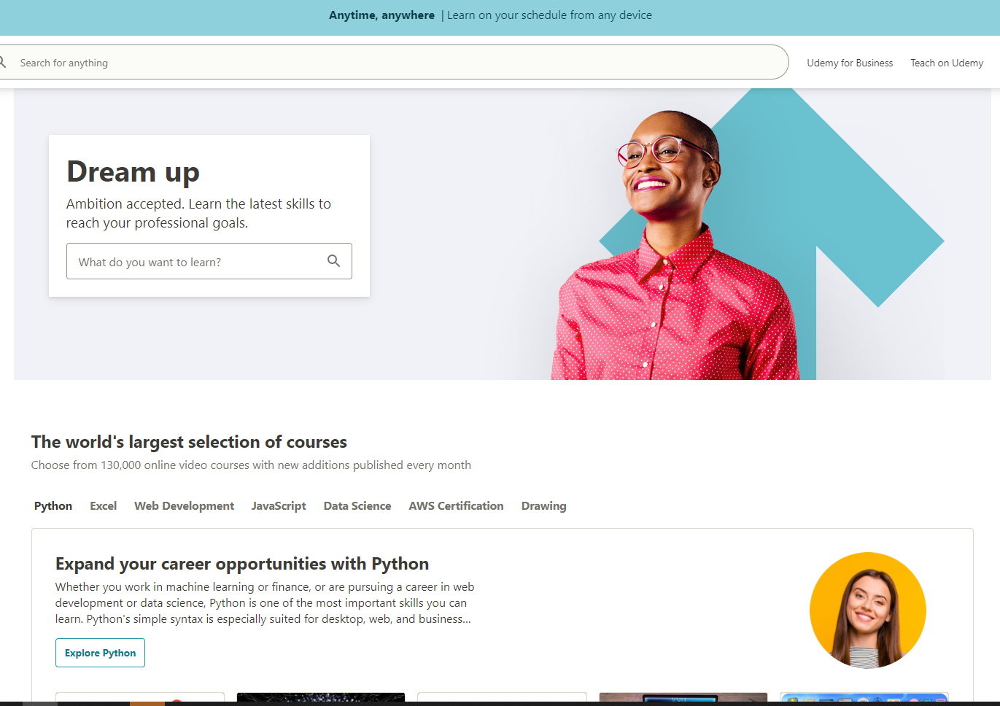 Anytime, anywhere | Learn on your schedule from any device
Search for anything
Udemy for Business
Teach on Udemy
Dream up
Ambition accepted. Learn the latest skills to
reach your professional goals.
What do you want to learn?
The world's largest selection of courses
Choose from 130,000 online video courses with new additions published every month
Python Excel Web Development JavaScript Data Science AWS Certification Drawing
Expand your career opportunities with Python
Whether you work in machine learning or finance, or are pursuing a career in web
development or data science, Python is one of the most important skills you can
learn. Python's simple syntax is especially suited for desktop, web, and business...
Explore Python